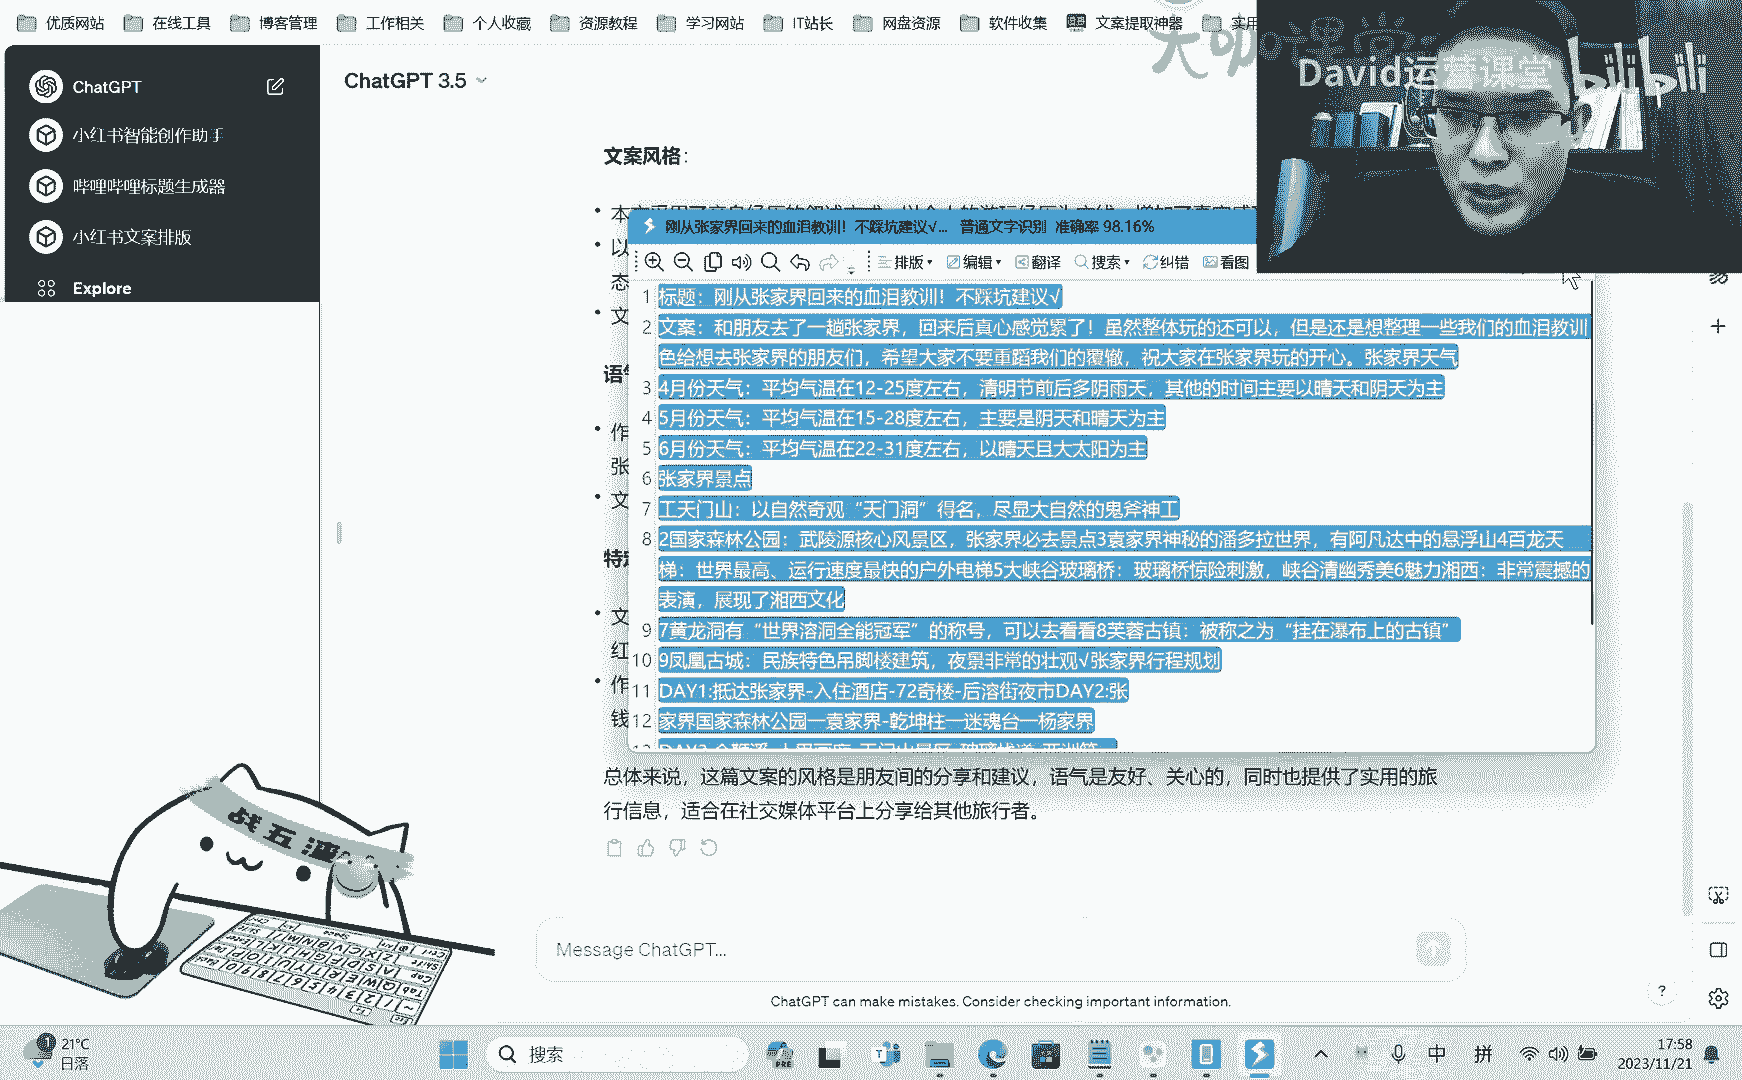 优质网站 在线工具 博客管理 工作相关 个人收藏 资源教程 学习网站 IT站长 网盘资源 软件收集 文案提取神器 实用
大咖课堂
David运营课堂
bilibili
ChatGPT
小红书智能创作助手
哔哩哔哩标题生成器
小红书文案排版
Explore
ChatGPT 3.5
文案风格：
刚从张家界回来的血泪教训！不踩坑建议√... 普通文字识别 准确率 98.16%
排版 编辑 翻译 搜索 纠错 看图
1 标题：刚从张家界回来的血泪教训！不踩坑建议√
2 文案：和朋友去了一趟张家界，回来后真心感觉累了！虽然整体玩的还可以，但是还是想整理一些我们的血泪教训
色给想去张家界的朋友们，希望大家不要重蹈我们的覆辙，祝大家在张家界玩的开心。张家界天气
3 4月份天气：平均气温在12-25度左右，清明节前后多阴雨天，其他的时间主要以晴天和阴天为主
4 5月份天气：平均气温在15-28度左右，主要是阴天和晴天为主
5 6月份天气：平均气温在22-31度左右，以晴天且大太阳为主
6 张家界景点
7 工天门山：以自然奇观“天门洞”得名，尽显大自然的鬼斧神工
8 2国家森林公园：武陵源核心风景区，张家界必去景点3袁家界神秘的潘多拉世界，有阿凡达中的悬浮山4百龙天
梯：世界最高、运行速度最快的户外电梯5大峡谷玻璃桥：玻璃桥惊险刺激，峡谷清幽秀美6魅力湘西：非常震撼的
表演，展现了湘西文化
9 7黄龙洞有“世界溶洞全能冠军”的称号，可以去看看8芙蓉古镇：被称之为“挂在瀑布上的古镇”
10 9凤凰古城：民族特色吊脚楼建筑，夜景非常的壮观√张家界行程规划
11 DAY1:抵达张家界-入住酒店-72奇楼-后溶街夜市DAY2:张
12 家界国家森林公园—袁家界-乾坤柱—迷魂台—杨家界
总体来说，这篇文案的风格是朋友间的分享和建议，语气是友好、关心的，同时也提供了实用的旅
行信息，适合在社交媒体平台上分享给其他旅行者。
战五渣
Message ChatGPT...
ChatGPT can make mistakes. Consider checking important information.
?
21°C
日落
搜索
PRE
中 拼
17:58
2023/11/21